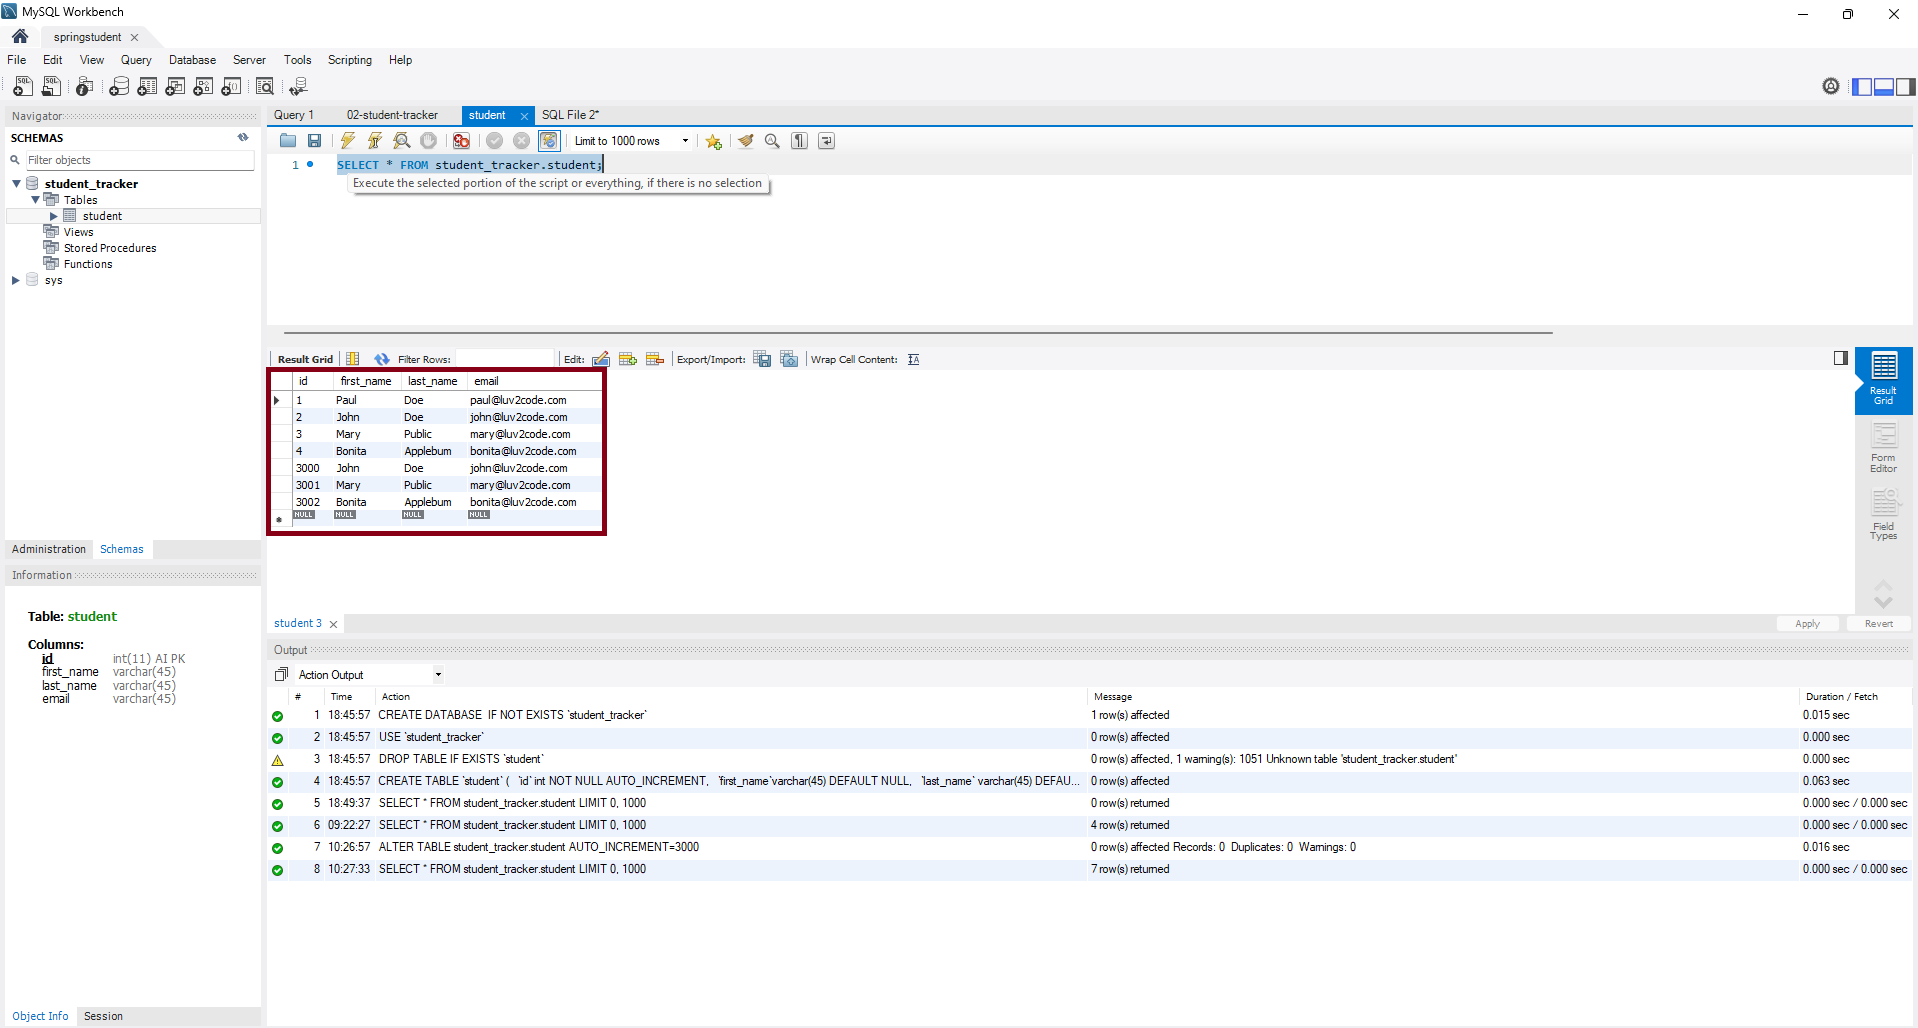 MySQL Workbench
springstudent
File Edit View Query Database Server Tools Scripting Help
Navigator
SCHEMAS
Filter objects
student_tracker
Tables
student
Views
Stored Procedures
Functions
sys
Administration Schemas
Information
Table: student
Columns:
id int(11) AI PK
first_name varchar(45)
last_name varchar(45)
email varchar(45)
Object Info Session
Query 1 02-student-tracker student SQL File 2*
Limit to 1000 rows
1 SELECT * FROM student_tracker.student;
Execute the selected portion of the script or everything, if there is no selection
Result Grid Filter Rows: Edit: Export/Import: Wrap Cell Content:
id first_name last_name email
1 Paul Doe paul@luv2code.com
2 John Doe john@luv2code.com
3 Mary Public mary@luv2code.com
4 Bonita Applebum bonita@luv2code.com
3000 John Doe john@luv2code.com
3001 Mary Public mary@luv2code.com
3002 Bonita Applebum bonita@luv2code.com
NULL NULL NULL NULL
Result
Grid
Form
Editor
Field
Types
student 3
Apply Revert
Output
Action Output
# Time Action Message Duration / Fetch
1 18:45:57 CREATE DATABASE IF NOT EXISTS `student_tracker` 1 row(s) affected 0.015 sec
2 18:45:57 USE `student_tracker` 0 row(s) affected 0.000 sec
3 18:45:57 DROP TABLE IF EXISTS `student` 0 row(s) affected, 1 warning(s): 1051 Unknown table 'student_tracker.student' 0.000 sec
4 18:45:57 CREATE TABLE `student` ( `id` int NOT NULL AUTO_INCREMENT, `first_name` varchar(45) DEFAULT NULL, `last_name` varchar(45) DEFAU... 0 row(s) affected 0.063 sec
5 18:49:37 SELECT * FROM student_tracker.student LIMIT 0, 1000 0 row(s) returned 0.000 sec / 0.000 sec
6 09:22:27 SELECT * FROM student_tracker.student LIMIT 0, 1000 4 row(s) returned 0.000 sec / 0.000 sec
7 10:26:57 ALTER TABLE student_tracker.student AUTO_INCREMENT=3000 0 row(s) affected Records: 0 Duplicates: 0 Warnings: 0 0.016 sec
8 10:27:33 SELECT * FROM student_tracker.student LIMIT 0, 1000 7 row(s) returned 0.000 sec / 0.000 sec